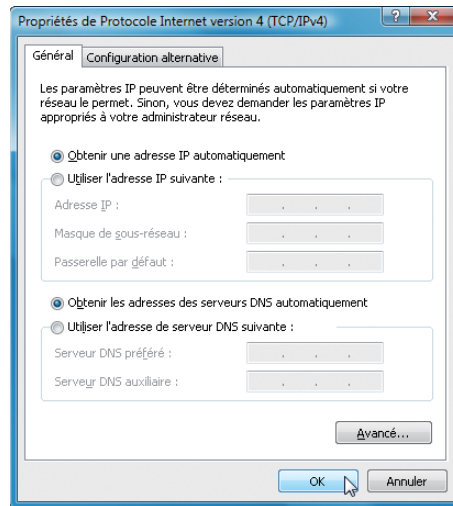 Propriétés de Protocole Internet version 4 (TCP/IPv4)
Général
Configuration alternative
Les paramètres IP peuvent être déterminés automatiquement si votre
réseau le permet. Sinon, vous devez demander les paramètres IP
appropriés à votre administrateur réseau.
Obtenir une adresse IP automatiquement
Utiliser l'adresse IP suivante :
Adresse IP :
Masque de sous-réseau :
Passerelle par défaut :
Obtenir les adresses des serveurs DNS automatiquement
Utiliser l'adresse de serveur DNS suivante :
Serveur DNS préféré :
Serveur DNS auxiliaire :
Avancé...
OK
Annuler